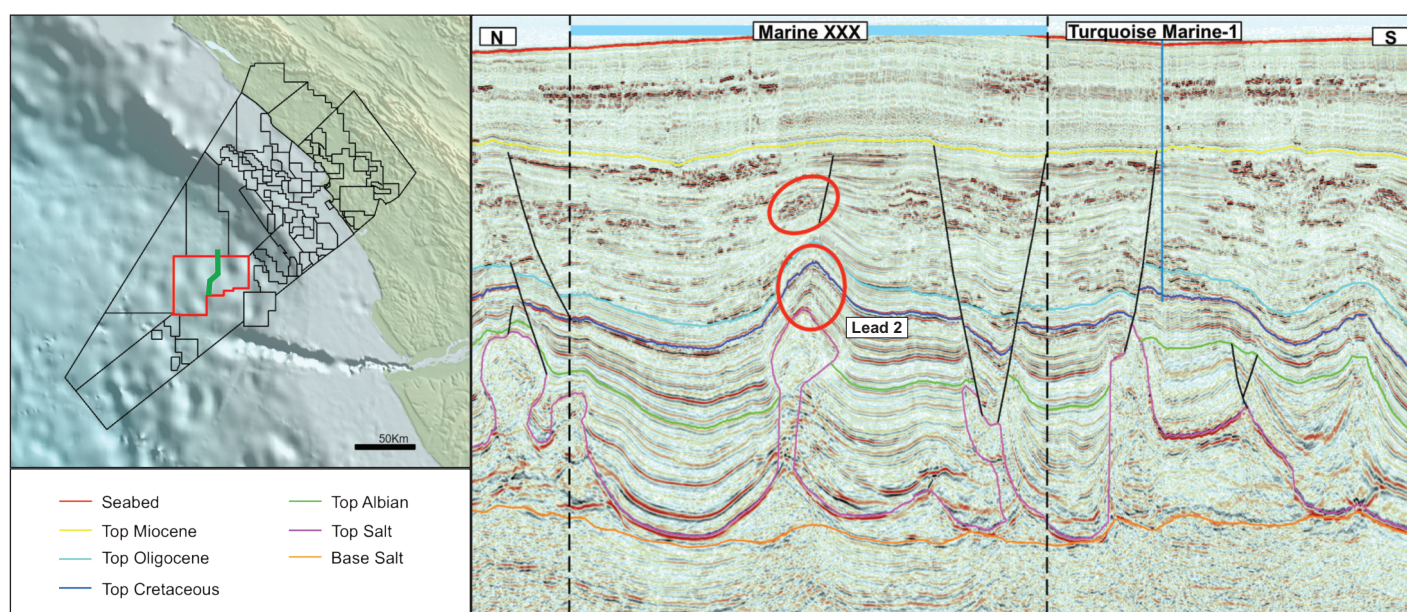 N
Marine XXX
Turquoise Marine-1
S
Lead 2
50Km
Seabed
Top Miocene
Top Oligocene
Top Cretaceous
Top Albian
Top Salt
Base Salt